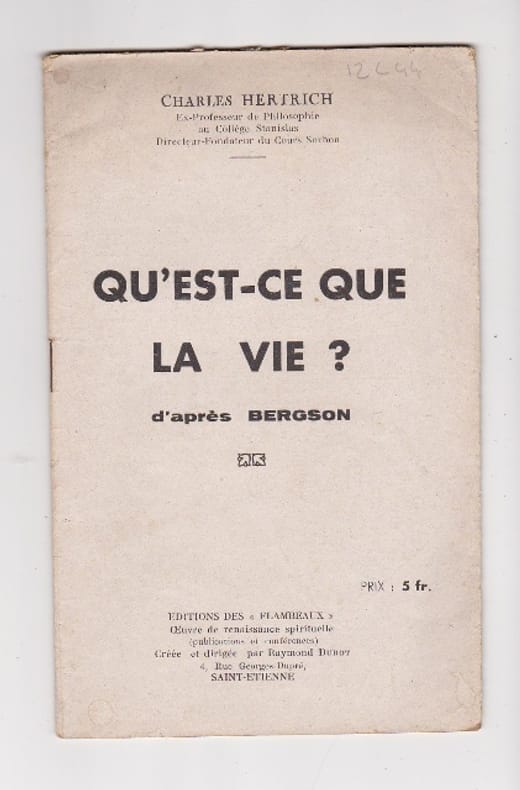 12 L 44
CHARLES HERTRICH
Ex-Professeur de Philosophie
au Collège Stanislas
Directeur-Fondateur du Cours Sorbon
QU'EST-CE QUE
LA VIE ?
d'après BERGSON
PRIX : 5 fr.
EDITIONS DES « FLAMBEAUX »
Œuvre de renaissance spirituelle
(publications et conférences)
Créée et dirigée par Raymond DUBOT
4, Rue Georges-Dupré,
SAINT-ETIENNE